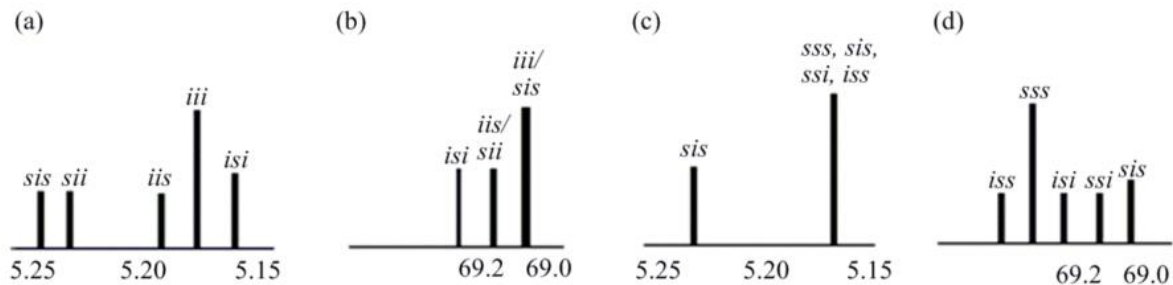 (a)
sis sii iis iii isi
5.25 5.20 5.15
(b)
iii/
sis
iis/
sii
isi
69.2 69.0
(c)
sss, sis,
ssi, iss
sis
5.25 5.20 5.15
(d)
sss
iss isi ssi sis
69.2 69.0